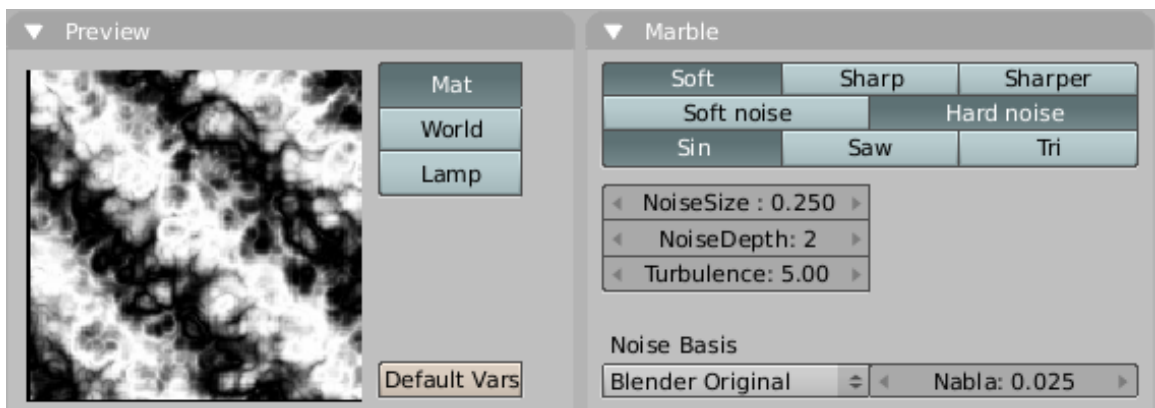 Preview
Mat
World
Lamp
Default Vars
Marble
Soft Sharp Sharper
Soft noise Hard noise
Sin Saw Tri
NoiseSize : 0.250
NoiseDepth: 2
Turbulence: 5.00
Noise Basis
Blender Original Nabla: 0.025